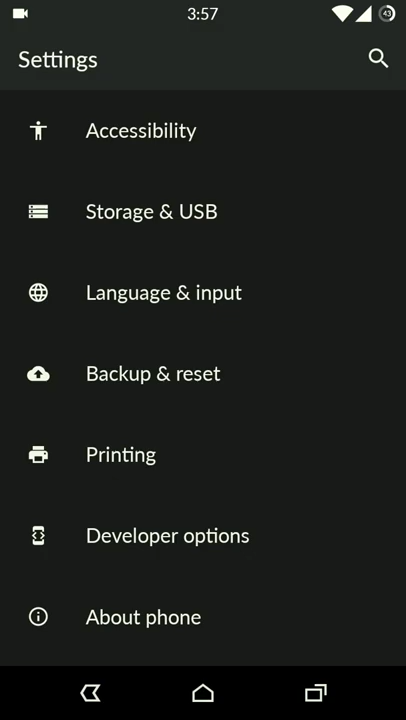 3:57
43
Settings
Accessibility
Storage & USB
Language & input
Backup & reset
Printing
Developer options
About phone